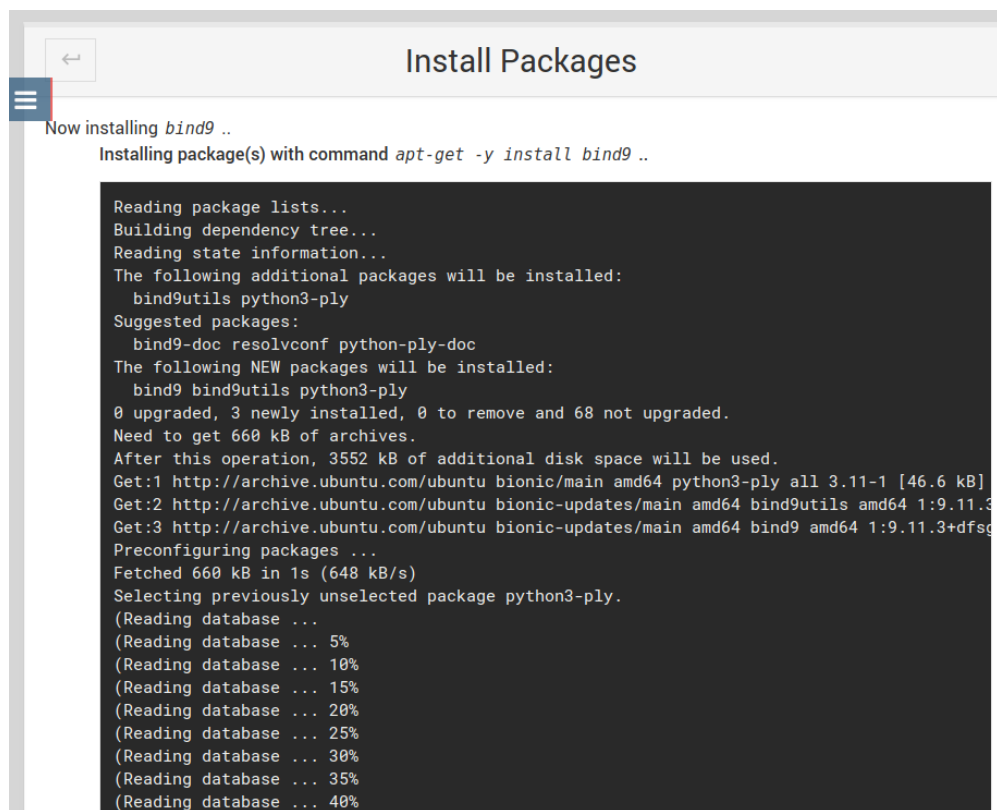 Install Packages
Now installing bind9 ..
Installing package(s) with command apt-get -y install bind9 ..
Reading package lists...
Building dependency tree...
Reading state information...
The following additional packages will be installed:
bind9utils python3-ply
Suggested packages:
bind9-doc resolvconf python-ply-doc
The following NEW packages will be installed:
bind9 bind9utils python3-ply
0 upgraded, 3 newly installed, 0 to remove and 68 not upgraded.
Need to get 660 kB of archives.
After this operation, 3552 kB of additional disk space will be used.
Get:1 http://archive.ubuntu.com/ubuntu bionic/main amd64 python3-ply all 3.11-1 [46.6 kB]
Get:2 http://archive.ubuntu.com/ubuntu bionic-updates/main amd64 bind9utils amd64 1:9.11.3
Get:3 http://archive.ubuntu.com/ubuntu bionic-updates/main amd64 bind9 amd64 1:9.11.3+dfsg
Preconfiguring packages ...
Fetched 660 kB in 1s (648 kB/s)
Selecting previously unselected package python3-ply.
(Reading database ...
(Reading database ... 5%
(Reading database ... 10%
(Reading database ... 15%
(Reading database ... 20%
(Reading database ... 25%
(Reading database ... 30%
(Reading database ... 35%
(Reading database ... 40%